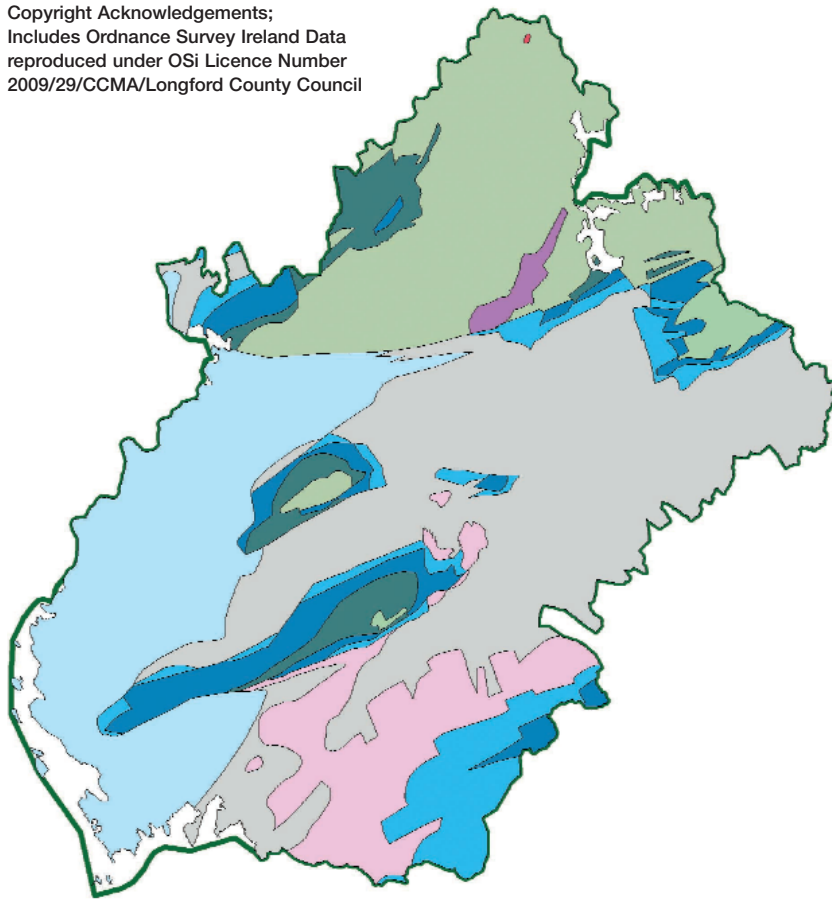 Copyright Acknowledgements;
Includes Ordnance Survey Ireland Data
reproduced under OSi Licence Number
2009/29/CCMA/Longford County Council